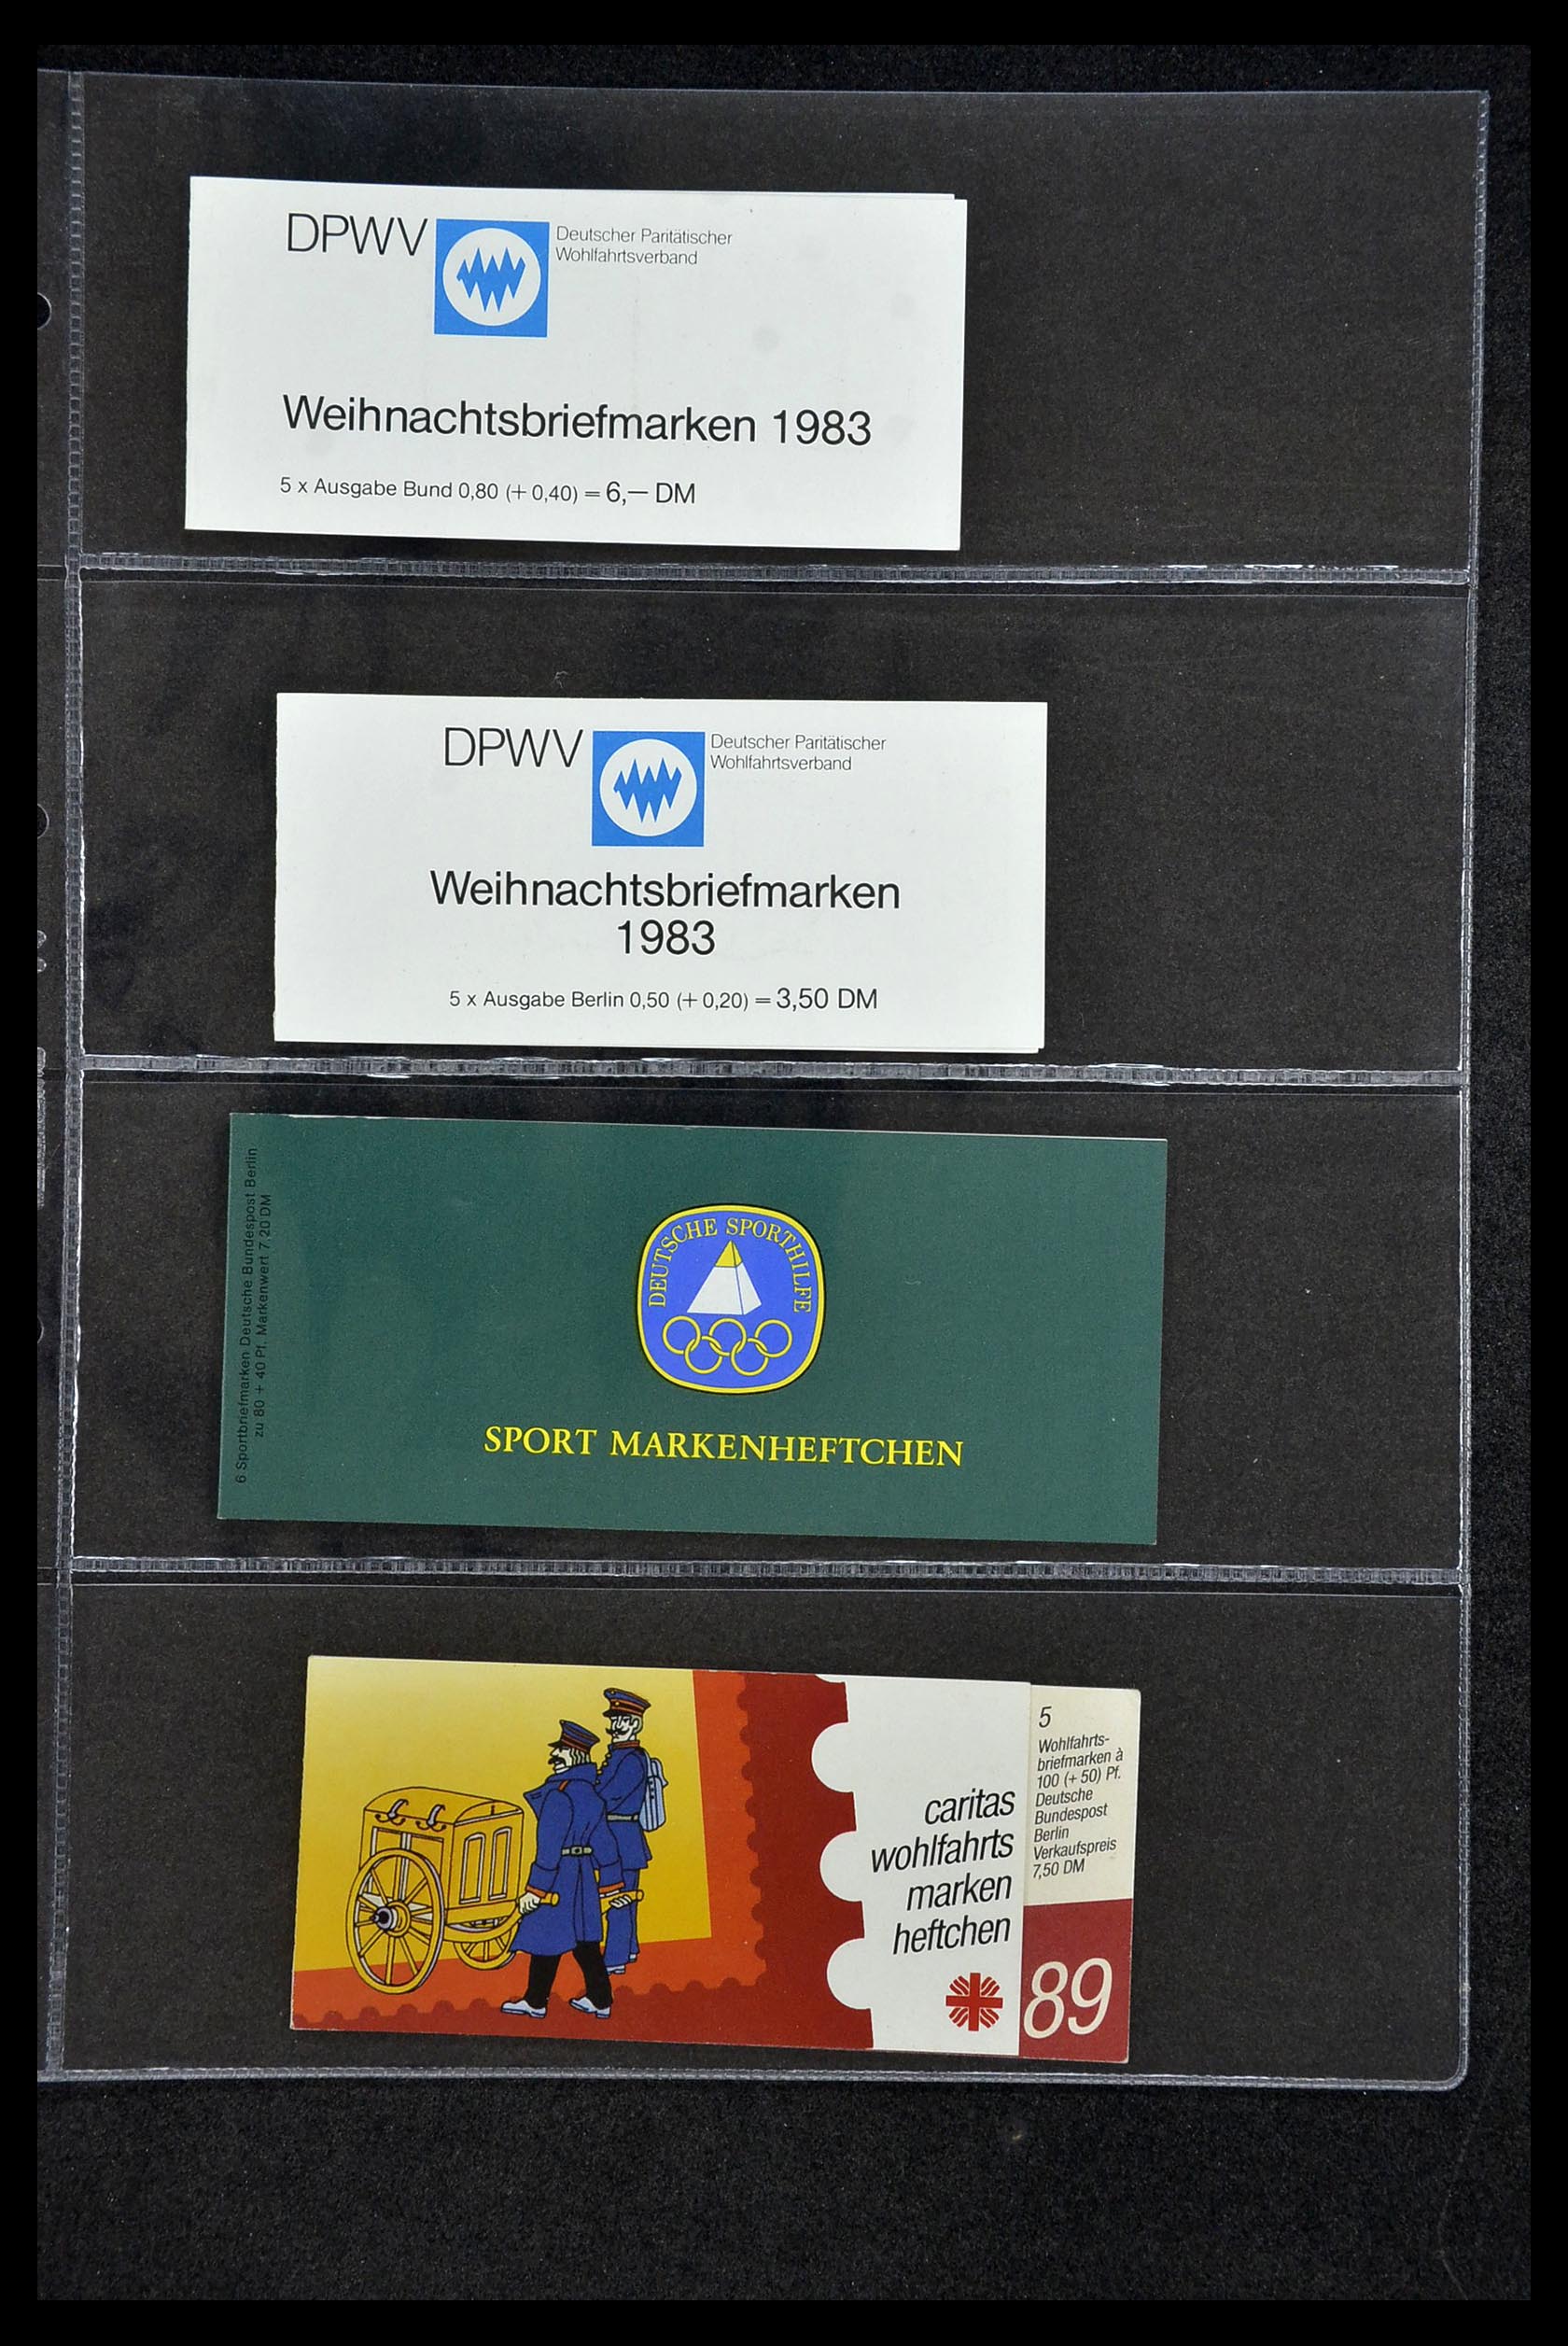 DPWV
Deutscher Paritätischer
Wohlfahrtsverband
Weihnachtsbriefmarken 1983
5 x Ausgabe Bund 0,80 (+ 0,40) = 6,— DM
DPWV
Deutscher Paritätischer
Wohlfahrtsverband
Weihnachtsbriefmarken
1983
5 x Ausgabe Berlin 0,50 (+ 0,20) = 3,50 DM
6 Sportbriefmarken Deutsche Bundespost Berlin
zu 80 + 40 Pf. Markenwert 7,20 DM
DEUTSCHE SPORTHILFE
SPORT MARKENHEFTCHEN
caritas
wohlfahrts
marken
heftchen
5
Wohlfahrts-
briefmarken à
100 (+ 50) Pf.
Deutsche
Bundespost
Berlin
Verkaufspreis
7,50 DM
89